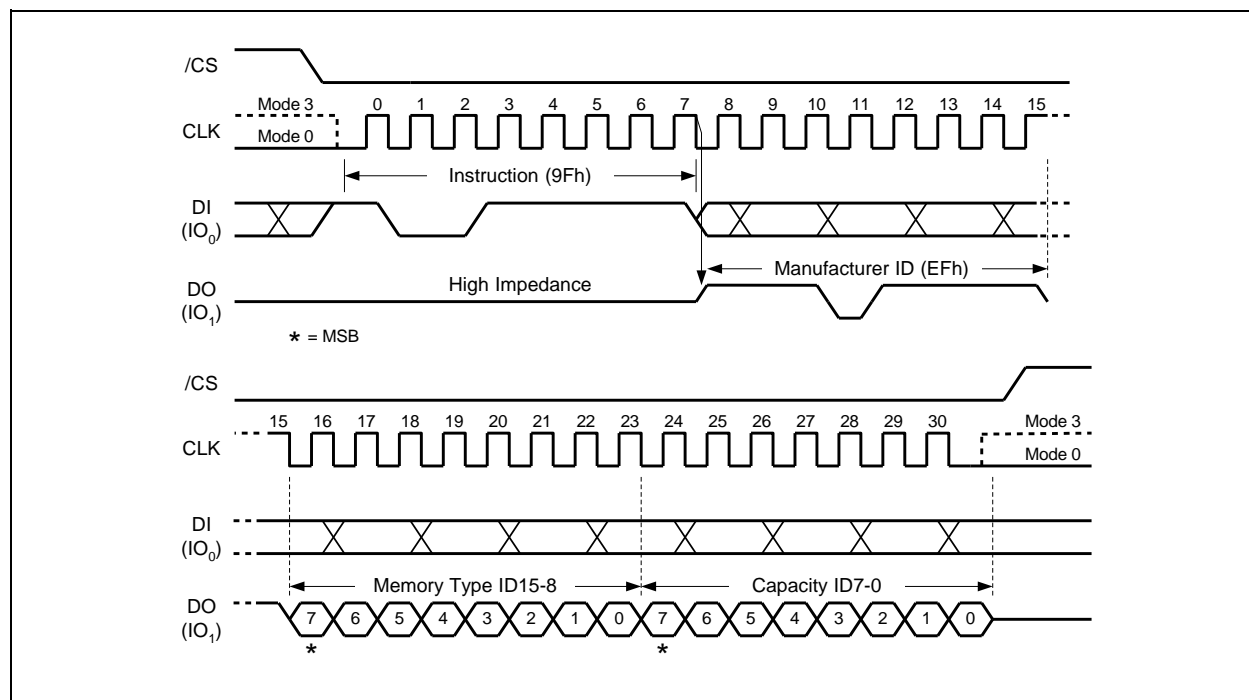 /CS
Mode 3
0 1 2 3 4 5 6 7 8 9 10 11 12 13 14 15
CLK
Mode 0
Instruction (9Fh)
DI
(IO0)
Manufacturer ID (EFh)
High Impedance
DO
(IO1)
* = MSB
/CS
15 16 17 18 19 20 21 22 23 24 25 26 27 28 29 30
Mode 3
CLK
Mode 0
DI
(IO0)
Memory Type ID15-8 Capacity ID7-0
DO
(IO1)
7 6 5 4 3 2 1 0 7 6 5 4 3 2 1 0
* *